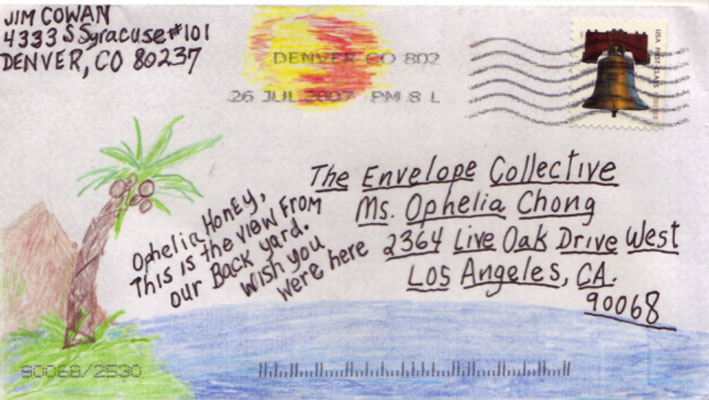 JIM COWAN
4333 S Syracuse #101
DENVER, CO 80237
DENVER CO 802
26 JUL 2007 PM 8 L
USA FIRST-CLASS
The Envelope Collective
Ms. Ophelia Chong
2364 Live Oak Drive West
Los Angeles, CA.
90068
Ophelia Honey,
This is the view From
our Back yard.
Wish you
were here
90068/2530